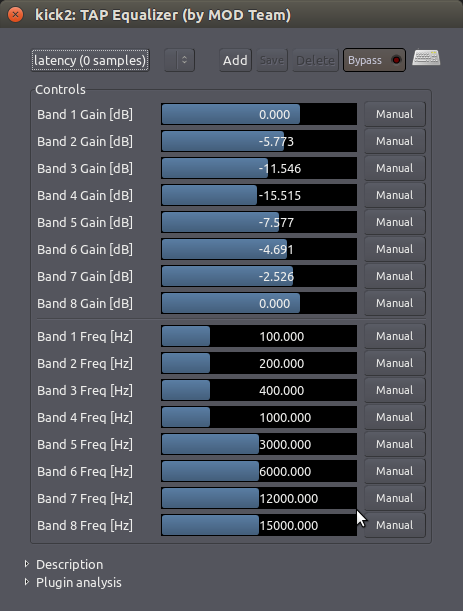 kick2: TAP Equalizer (by MOD Team)
latency (0 samples) Add Save Delete Bypass
Controls
Band 1 Gain [dB] 0.000 Manual
Band 2 Gain [dB] -5.773 Manual
Band 3 Gain [dB] -11.546 Manual
Band 4 Gain [dB] -15.515 Manual
Band 5 Gain [dB] -7.577 Manual
Band 6 Gain [dB] -4.691 Manual
Band 7 Gain [dB] -2.526 Manual
Band 8 Gain [dB] 0.000 Manual
Band 1 Freq [Hz] 100.000 Manual
Band 2 Freq [Hz] 200.000 Manual
Band 3 Freq [Hz] 400.000 Manual
Band 4 Freq [Hz] 1000.000 Manual
Band 5 Freq [Hz] 3000.000 Manual
Band 6 Freq [Hz] 6000.000 Manual
Band 7 Freq [Hz] 12000.000 Manual
Band 8 Freq [Hz] 15000.000 Manual
Description
Plugin analysis